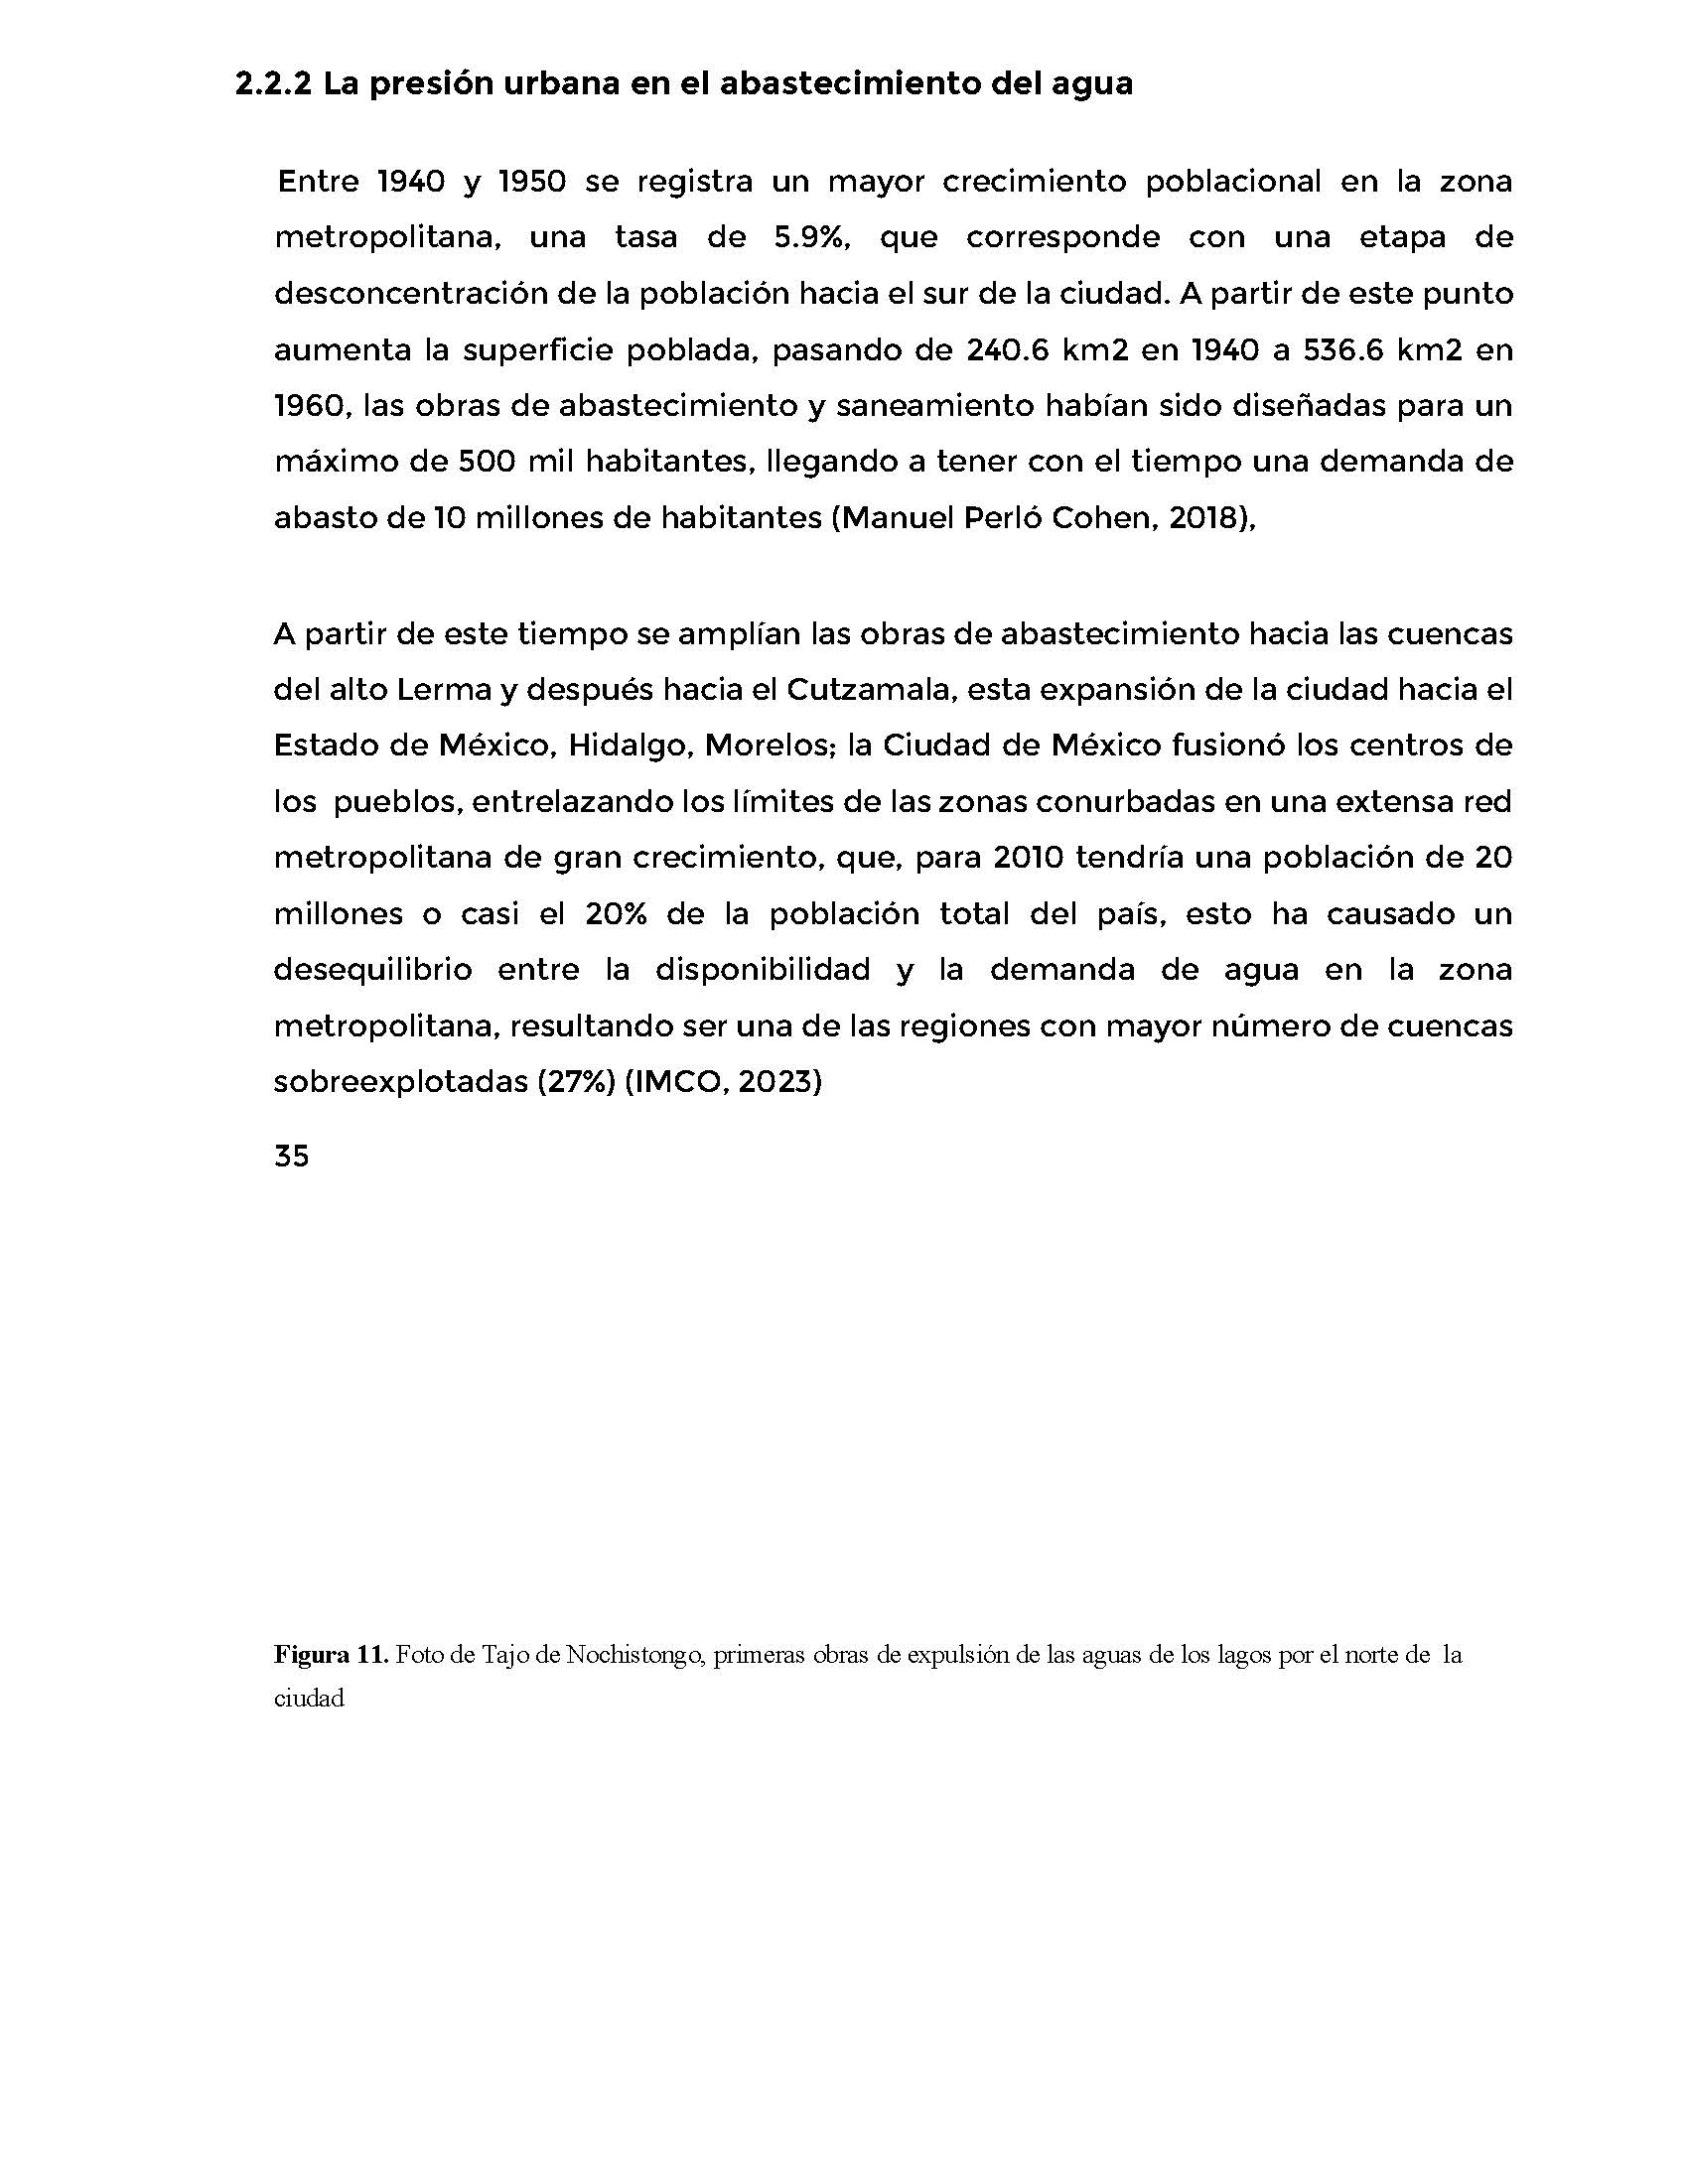 2.2.2 La presión urbana en el abastecimiento del agua
Entre 1940 y 1950 se registra un mayor crecimiento poblacional en la zona
metropolitana, una tasa de 5.9%, que corresponde con una etapa de
desconcentración de la población hacia el sur de la ciudad. A partir de este punto
aumenta la superficie poblada, pasando de 240.6 km2 en 1940 a 536.6 km2 en
1960, las obras de abastecimiento y saneamiento habían sido diseñadas para un
máximo de 500 mil habitantes, llegando a tener con el tiempo una demanda de
abasto de 10 millones de habitantes (Manuel Perló Cohen, 2018),
A partir de este tiempo se amplían las obras de abastecimiento hacia las cuencas
del alto Lerma y después hacia el Cutzamala, esta expansión de la ciudad hacia el
Estado de México, Hidalgo, Morelos; la Ciudad de México fusionó los centros de
los pueblos, entrelazando los límites de las zonas conurbadas en una extensa red
metropolitana de gran crecimiento, que, para 2010 tendría una población de 20
millones o casi el 20% de la población total del país, esto ha causado un
desequilibrio entre la disponibilidad y la demanda de agua en la zona
metropolitana, resultando ser una de las regiones con mayor número de cuencas
sobreexplotadas (27%) (IMCO, 2023)
35
Figura 11. Foto de Tajo de Nochistongo, primeras obras de expulsión de las aguas de los lagos por el norte de la
ciudad